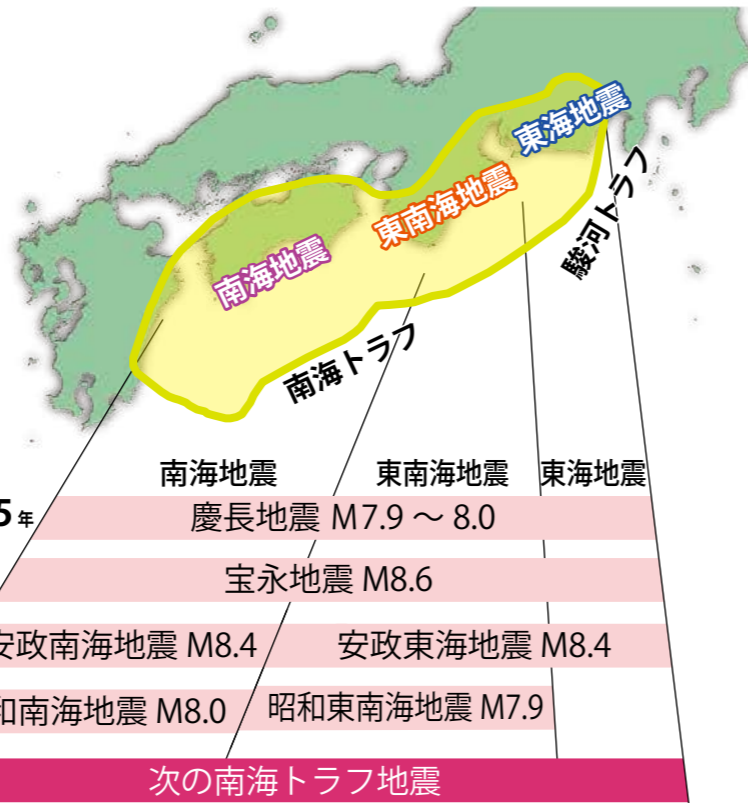 東海地震
東南海地震
南海地震
駿河トラフ
南海トラフ
南海地震 東南海地震 東海地震
5年 慶長地震 M7.9 ～ 8.0
宝永地震 M8.6
安政南海地震 M8.4 安政東海地震 M8.4
和南海地震 M8.0 昭和東南海地震 M7.9
次の南海トラフ地震